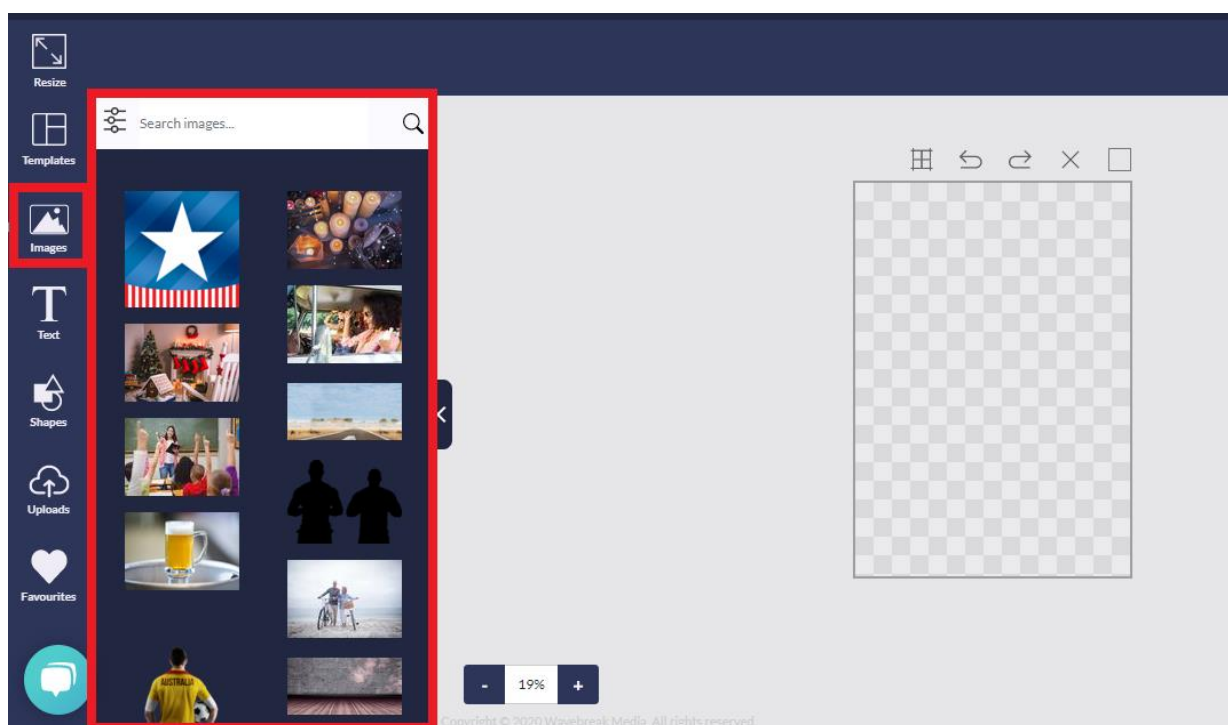 Resize
Templates
Images
Text
Shapes
Uploads
Favourites
Search images...
AUSTRALIA
-
19%
+
Copyright © 2020 Wavebreak Media. All rights reserved